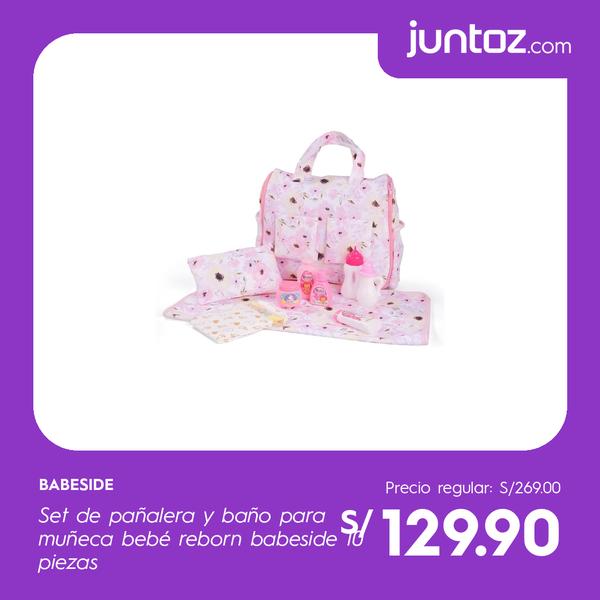 juntoz.com
BABESIDE
Precio regular: S/269.00
Set de pañalera y baño para
muñeca bebé reborn babeside 16
piezas
S/129.90